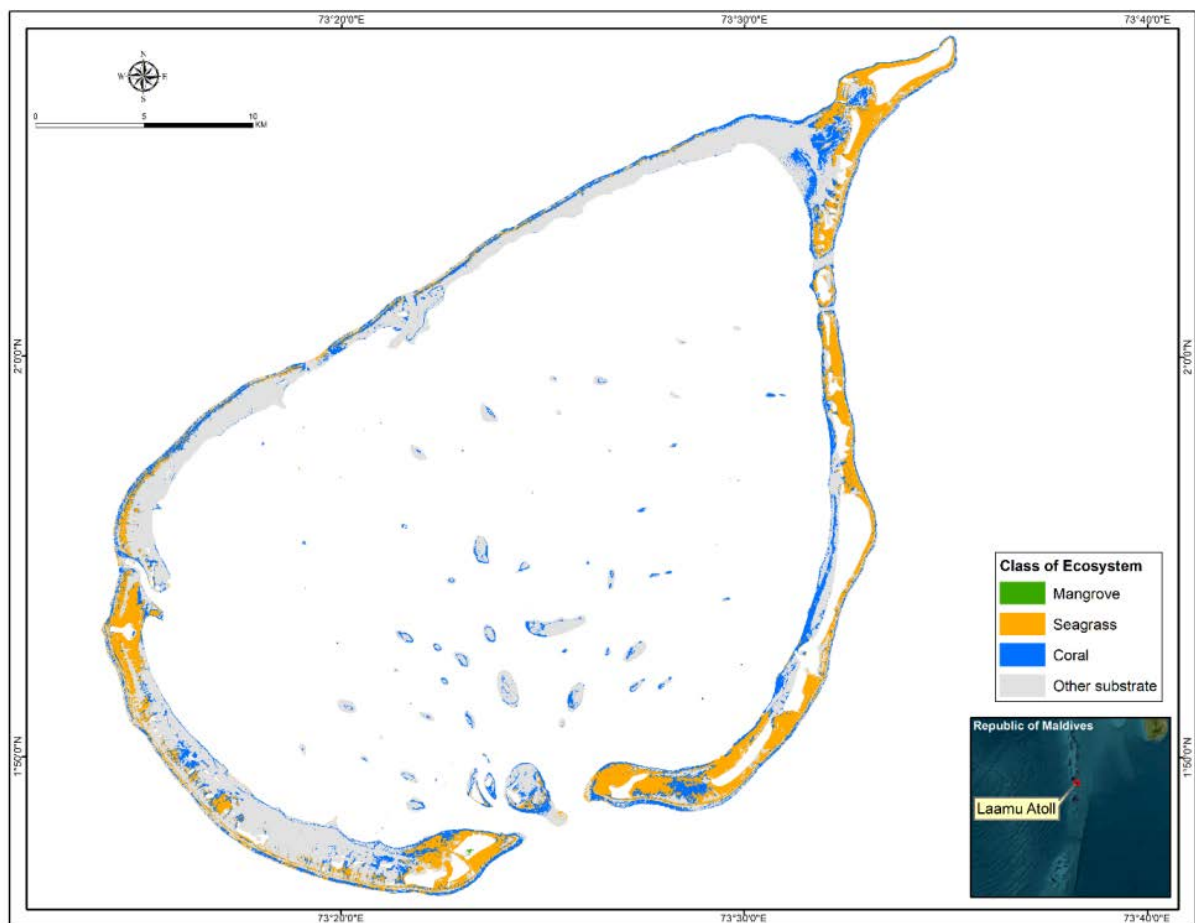 73°20'0"E 73°30'0"E 73°40'0"E
N
W E
S
0 5 10
KM
2°0'0"N 2°0'0"N
Class of Ecosystem
Mangrove
Seagrass
Coral
Other substrate
Republic of Maldives
1°50'0"N 1°50'0"N
Laamu Atoll
73°20'0"E 73°30'0"E 73°40'0"E